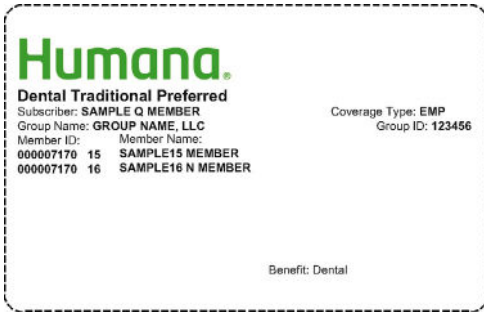 Humana.
Dental Traditional Preferred
Subscriber: SAMPLE Q MEMBER Coverage Type: EMP
Group Name: GROUP NAME, LLC Group ID: 123456
Member ID: Member Name:
000007170 15 SAMPLE15 MEMBER
000007170 16 SAMPLE16 N MEMBER
Benefit: Dental